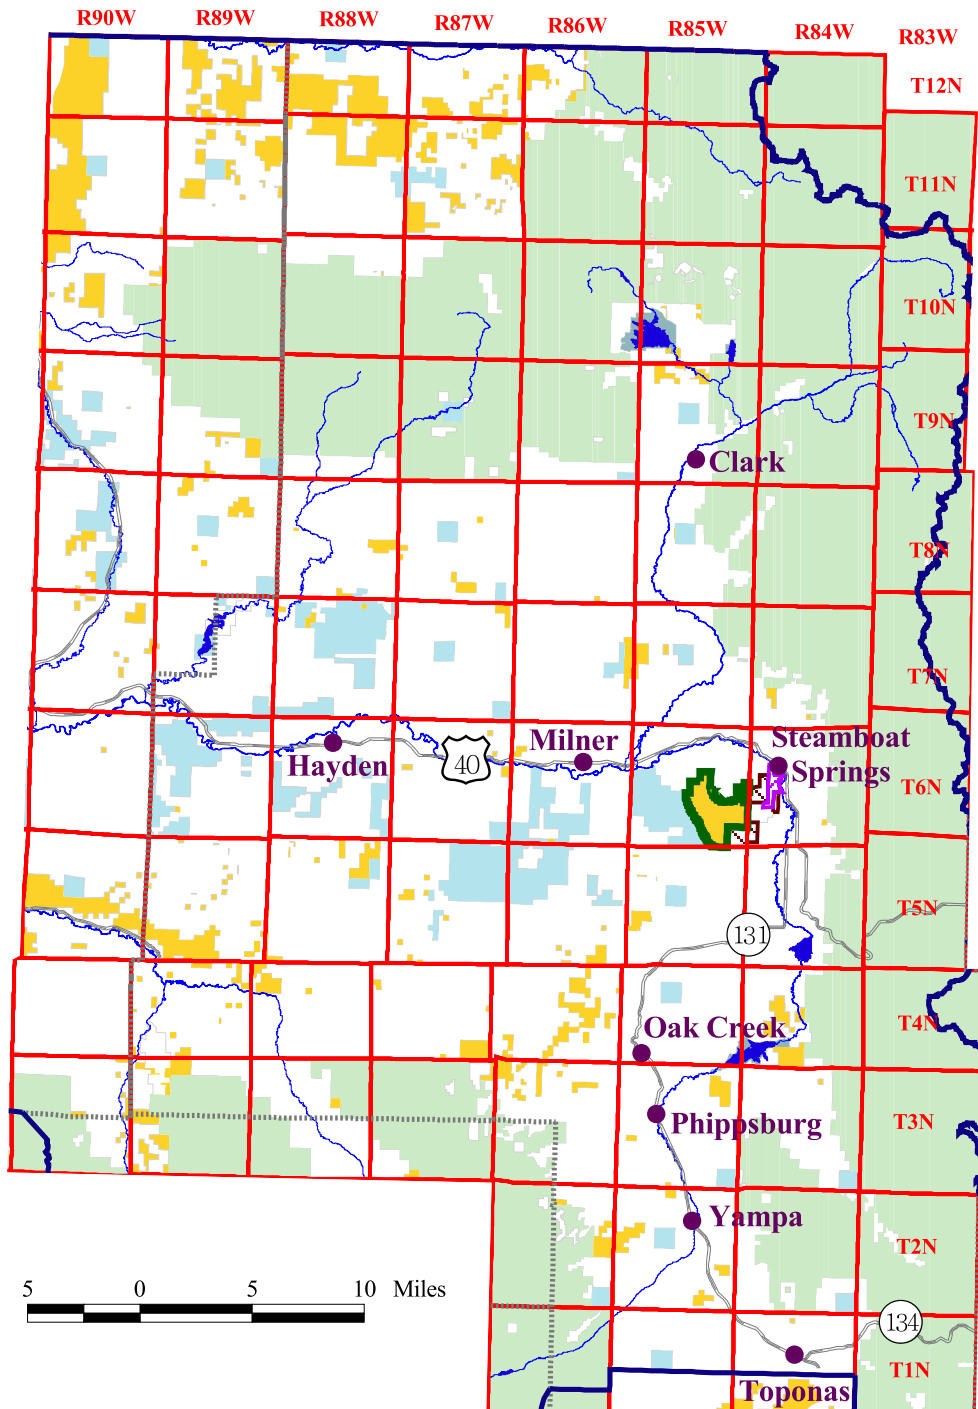 R90W R89W R88W R87W R86W R85W R84W R83W
T12N
T11N
T10N
T9N
Clark
T8N
T7N
Steamboat
Springs
Milner
Hayden
40
T6N
T5N
131
T4N
Oak Creek
T3N
Phippsburg
Yampa
T2N
5 0 5 10 Miles
134
T1N
Toponas